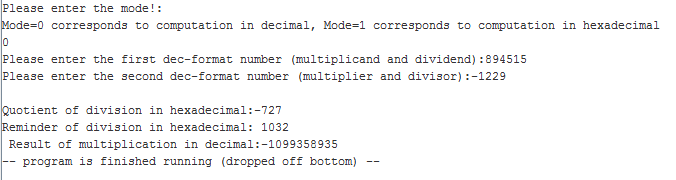 Please enter the mode!:
Mode=0 corresponds to computation in decimal, Mode=1 corresponds to computation in hexadecimal
0
Please enter the first dec-format number (multiplicand and dividend):894515
Please enter the second dec-format number (multiplier and divisor):-1229
Quotient of division in hexadecimal:-727
Reminder of division in hexadecimal: 1032
Result of multiplication in decimal:-1099358935
-- program is finished running (dropped off bottom) --